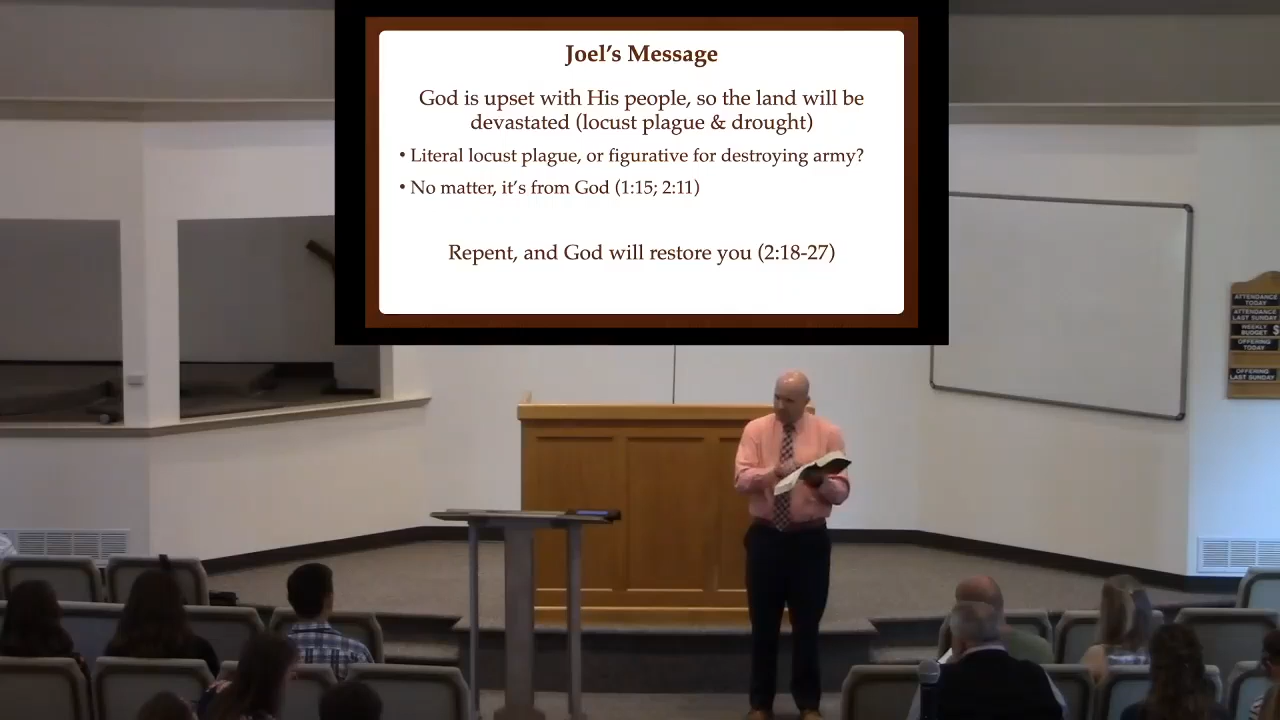 Joel's Message
God is upset with His people, so the land will be
devastated (locust plague & drought)
• Literal locust plague, or figurative for destroying army?
• No matter, it's from God (1:15; 2:11)
Repent, and God will restore you (2:18-27)
ATTENDANCE
TODAY
ATTENDANCE
LAST SUNDAY
WEEKLY
BUDGET $
OFFERING
TODAY
OFFERING
LAST SUNDAY